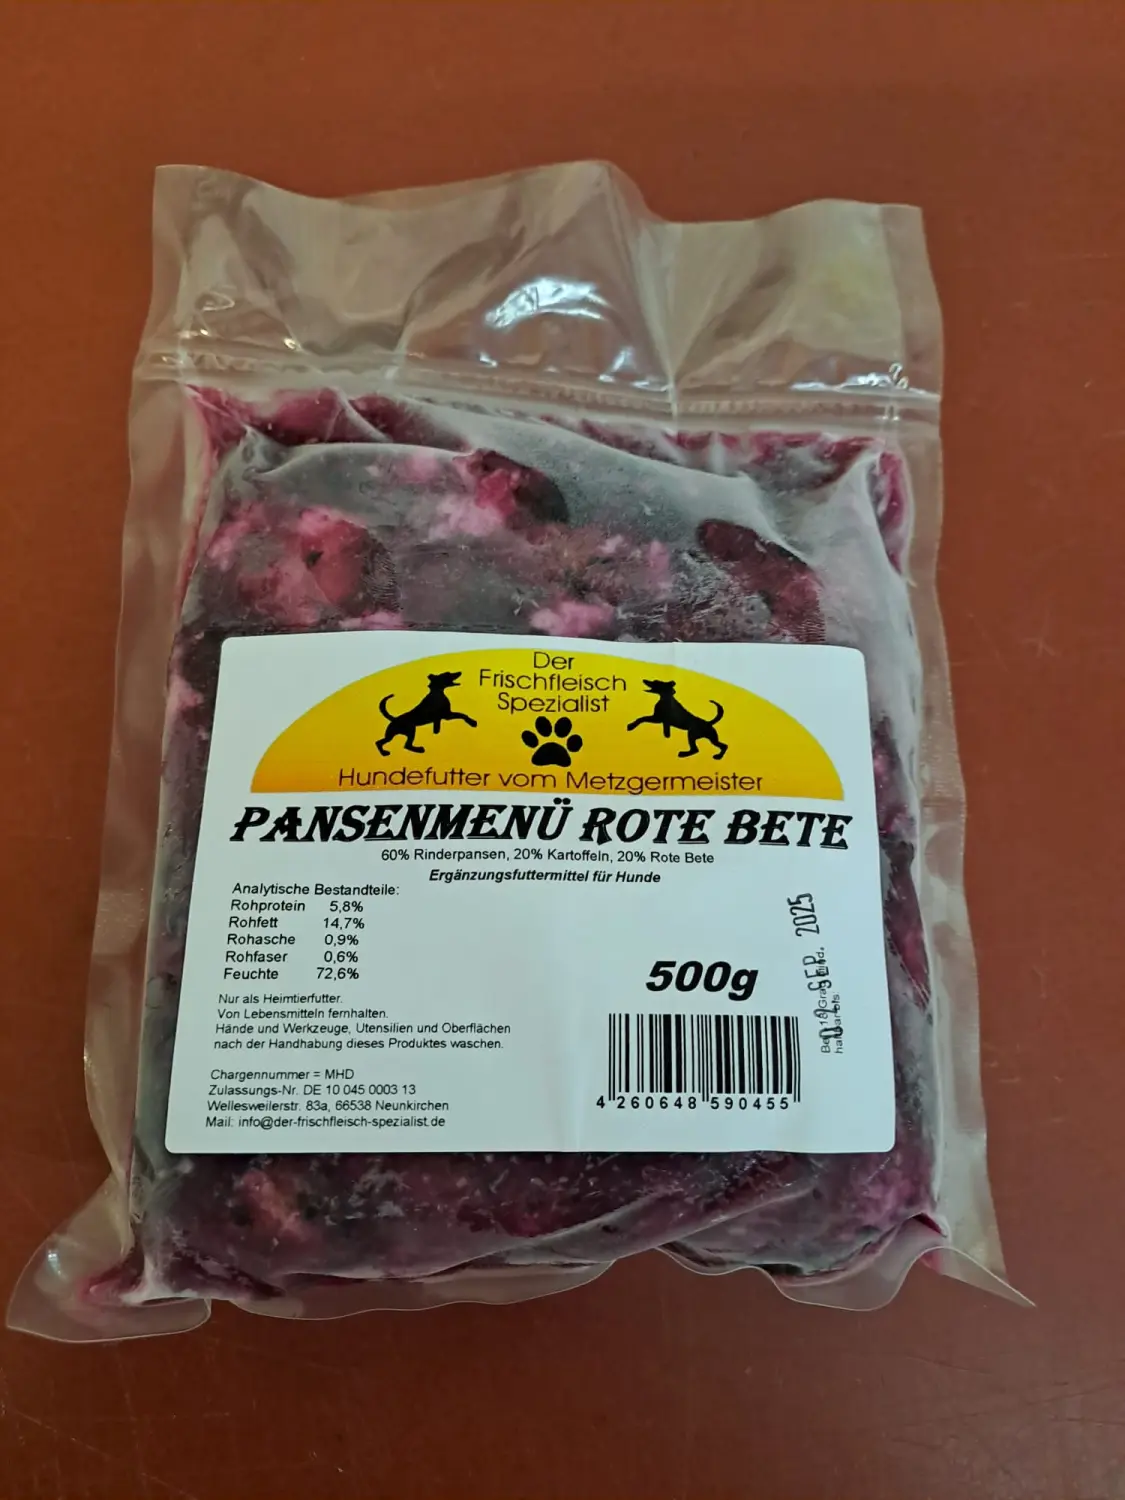 Der
Frischfleisch
Spezialist
Hundefutter vom Metzgermeister
PANSENMENÜ ROTE BETE
60% Rinderpansen, 20% Kartoffeln, 20% Rote Bete
Ergänzungsfuttermittel für Hunde
Analytische Bestandteile:
Rohprotein 5,8%
Rohfett 14,7%
Rohasche 0,9%
Rohfaser 0,6%
Feuchte 72,6%
Nur als Heimtierfutter.
Von Lebensmitteln fernhalten.
Hände und Werkzeuge, Utensilien und Oberflächen
nach der Handhabung dieses Produktes waschen.
Chargennummer = MHD
Zulassungs-Nr. DE 10 045 0003 13
Wellesweilerstr. 83a, 66538 Neunkirchen
Mail: info@der-frischfleisch-spezialist.de
500g
4 260648 590455
SEP. 2025